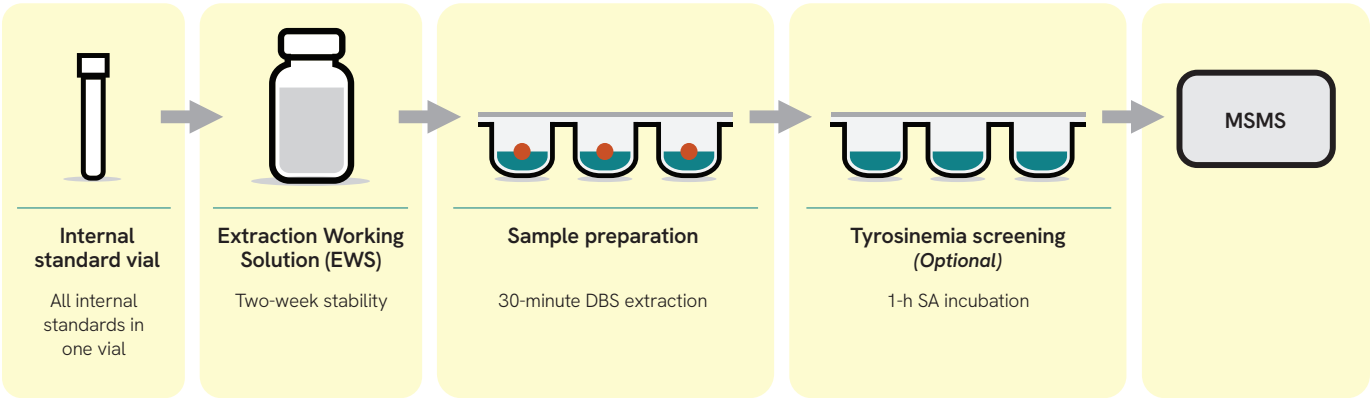 Internal
standard vial
All internal
standards in
one vial
Extraction Working
Solution (EWS)
Two-week stability
Sample preparation
30-minute DBS extraction
Tyrosinemia screening
(Optional)
1-h SA incubation
MSMS